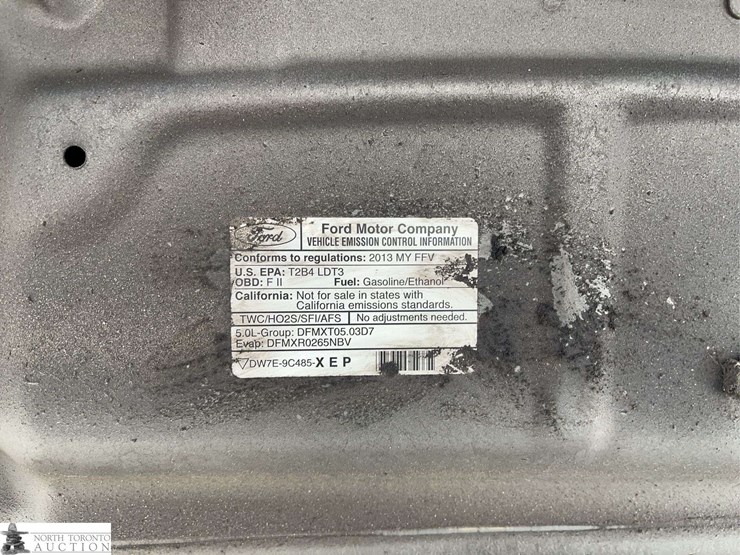 Ford
Ford Motor Company
VEHICLE EMISSION CONTROL INFORMATION
Conforms to regulations: 2013 MY FFV
U.S. EPA: T2B4 LDT3
OBD: F II Fuel: Gasoline/Ethanol
California: Not for sale in states with
California emissions standards.
TWC/HO2S/SFI/AFS No adjustments needed.
5.0L-Group: DFMXT05.03D7
Evap: DFMXR0265NBV
DW7E-9C485-XEP
NORTH TORONTO
AUCTION